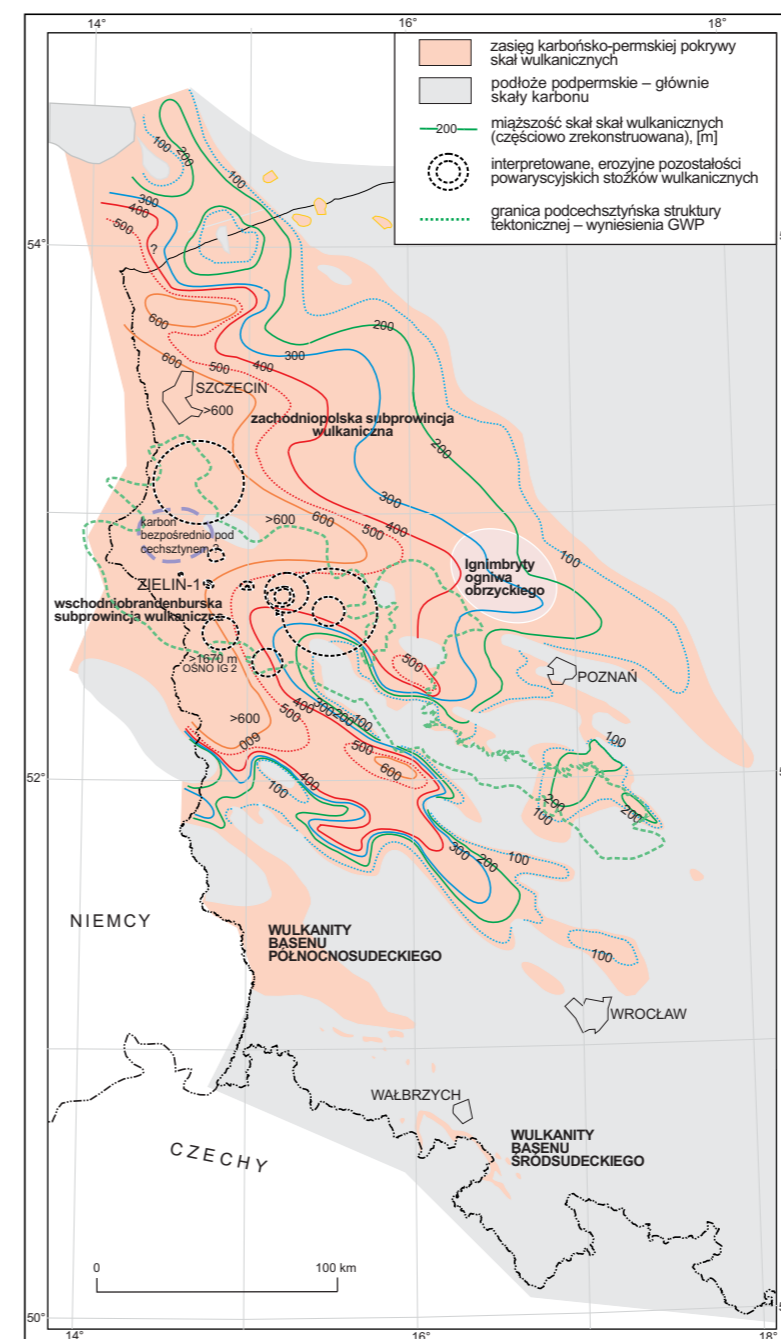 14°
16°
18°
zasięg karbońsko-permskiej pokrywy
skał wulkanicznych
podłoże podpermskie – głównie
skały karbonu
200
miąższość skał skał wulkanicznych
(częściowo zrekonstruowana), [m]
interpretowane, erozyjne pozostałości
powaryscyjskich stożków wulkanicznych
granica podcechsztyńska struktury
tektonicznej – wyniesienia GWP
100
200
100
300
400
500
?
54°
600
600
500
400
300
200
SZCZECIN
>600
zachodniopolska subprowincja
wulkaniczna
200
300
400
500
600
>600
100
karbon
bezpośrednio pod
cechsztynem ?
Ignimbryty
ogniwa
obrzyckiego
ZIELIN-1
wschodniobrandenburska
subprowincja wulkaniczna
>1670 m
OŚNO IG 2
500
POZNAŃ
>600
600
500
400
300
200
100
500
600
400
100
52°
100
200
100
200
300
200
100
100
NIEMCY
WULKANITY
BASENU
PÓŁNOCNOSUDECKIEGO
WROCŁAW
WAŁBRZYCH
CZECHY
WULKANITY
BASENU
ŚRÓDSUDECKIEGO
0
100 km
50°
14°
16°
18°